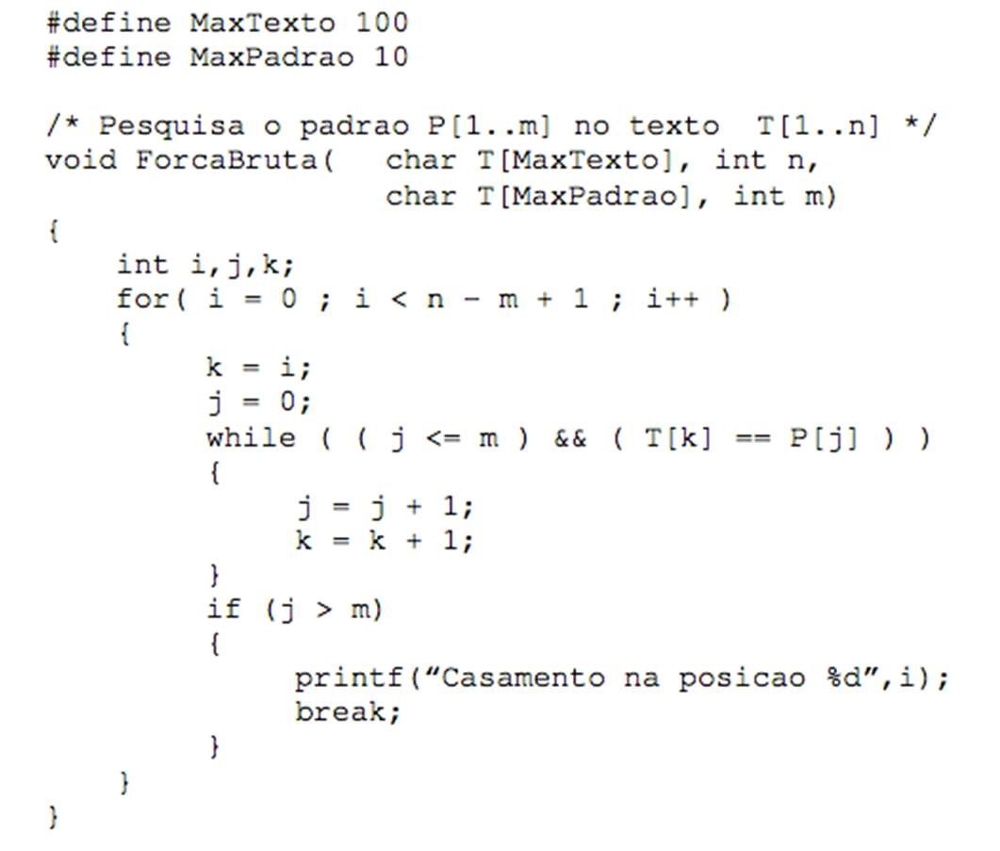 #define MaxTexto 100
#define MaxPadrao 10
/* Pesquisa o padrao P[1..m] no texto  T[1..n] */
void ForcaBruta(   char T[MaxTexto], int n,
char T[MaxPadrao], int m)
{
int i,j,k;
for( i = 0 ; i < n - m + 1 ; i++ )
{
k = i;
j = 0;
while ( ( j <= m ) && ( T[k] == P[j] ) )
{
j = j + 1;
k = k + 1;
}
if (j > m)
{
printf(“Casamento na posicao %d”,i);
break;
}
}
}